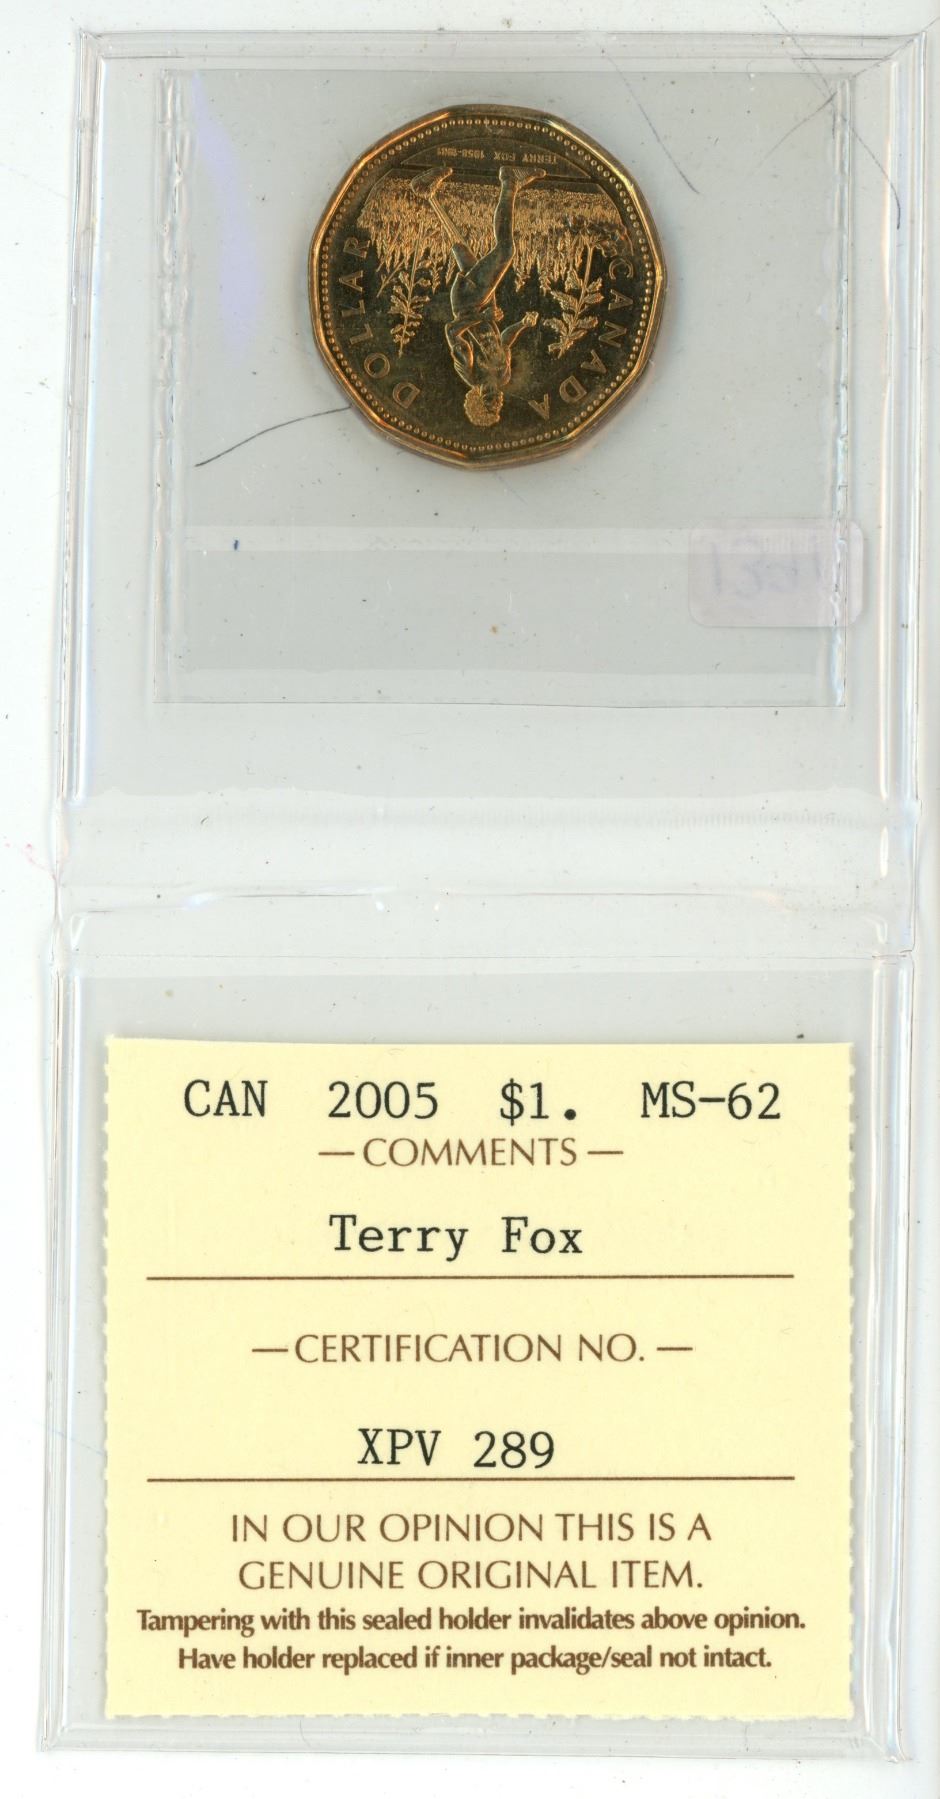 TERRY FOX 1958-1981
DOLLAR
CANADA
CAN 2005 $1. MS-62
— COMMENTS —
Terry Fox
— CERTIFICATION NO. —
XPV 289
IN OUR OPINION THIS IS A
GENUINE ORIGINAL ITEM.
Tampering with this sealed holder invalidates above opinion.
Have holder replaced if inner package/seal not intact.